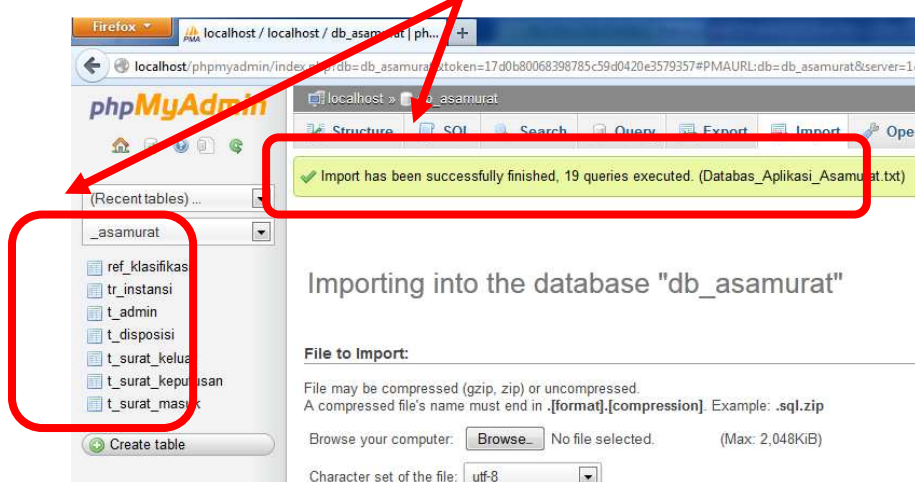 Firefox
localhost / localhost / db_asamurat | ph...
localhost/phpmyadmin/index.php?db=db_asamurat&token=17d0b80068398785c59d0420e3579357#PMAURL:db=db_asamurat&server=1
phpMyAdmin
localhost » db_asamurat
Structure SQL Search Query Export Import Ope
Import has been successfully finished, 19 queries executed. (Databas_Aplikasi_Asamurat.txt)
(Recent tables) ...
_asamurat
ref_klasifikasi
tr_instansi
t_admin
t_disposisi
t_surat_keluar
t_surat_keputusan
t_surat_masuk
Create table
Importing into the database "db_asamurat"
File to Import:
File may be compressed (gzip, zip) or uncompressed.
A compressed file's name must end in .[format].[compression]. Example: .sql.zip
Browse your computer: Browse_ No file selected. (Max: 2,048KiB)
Character set of the file: utf-8